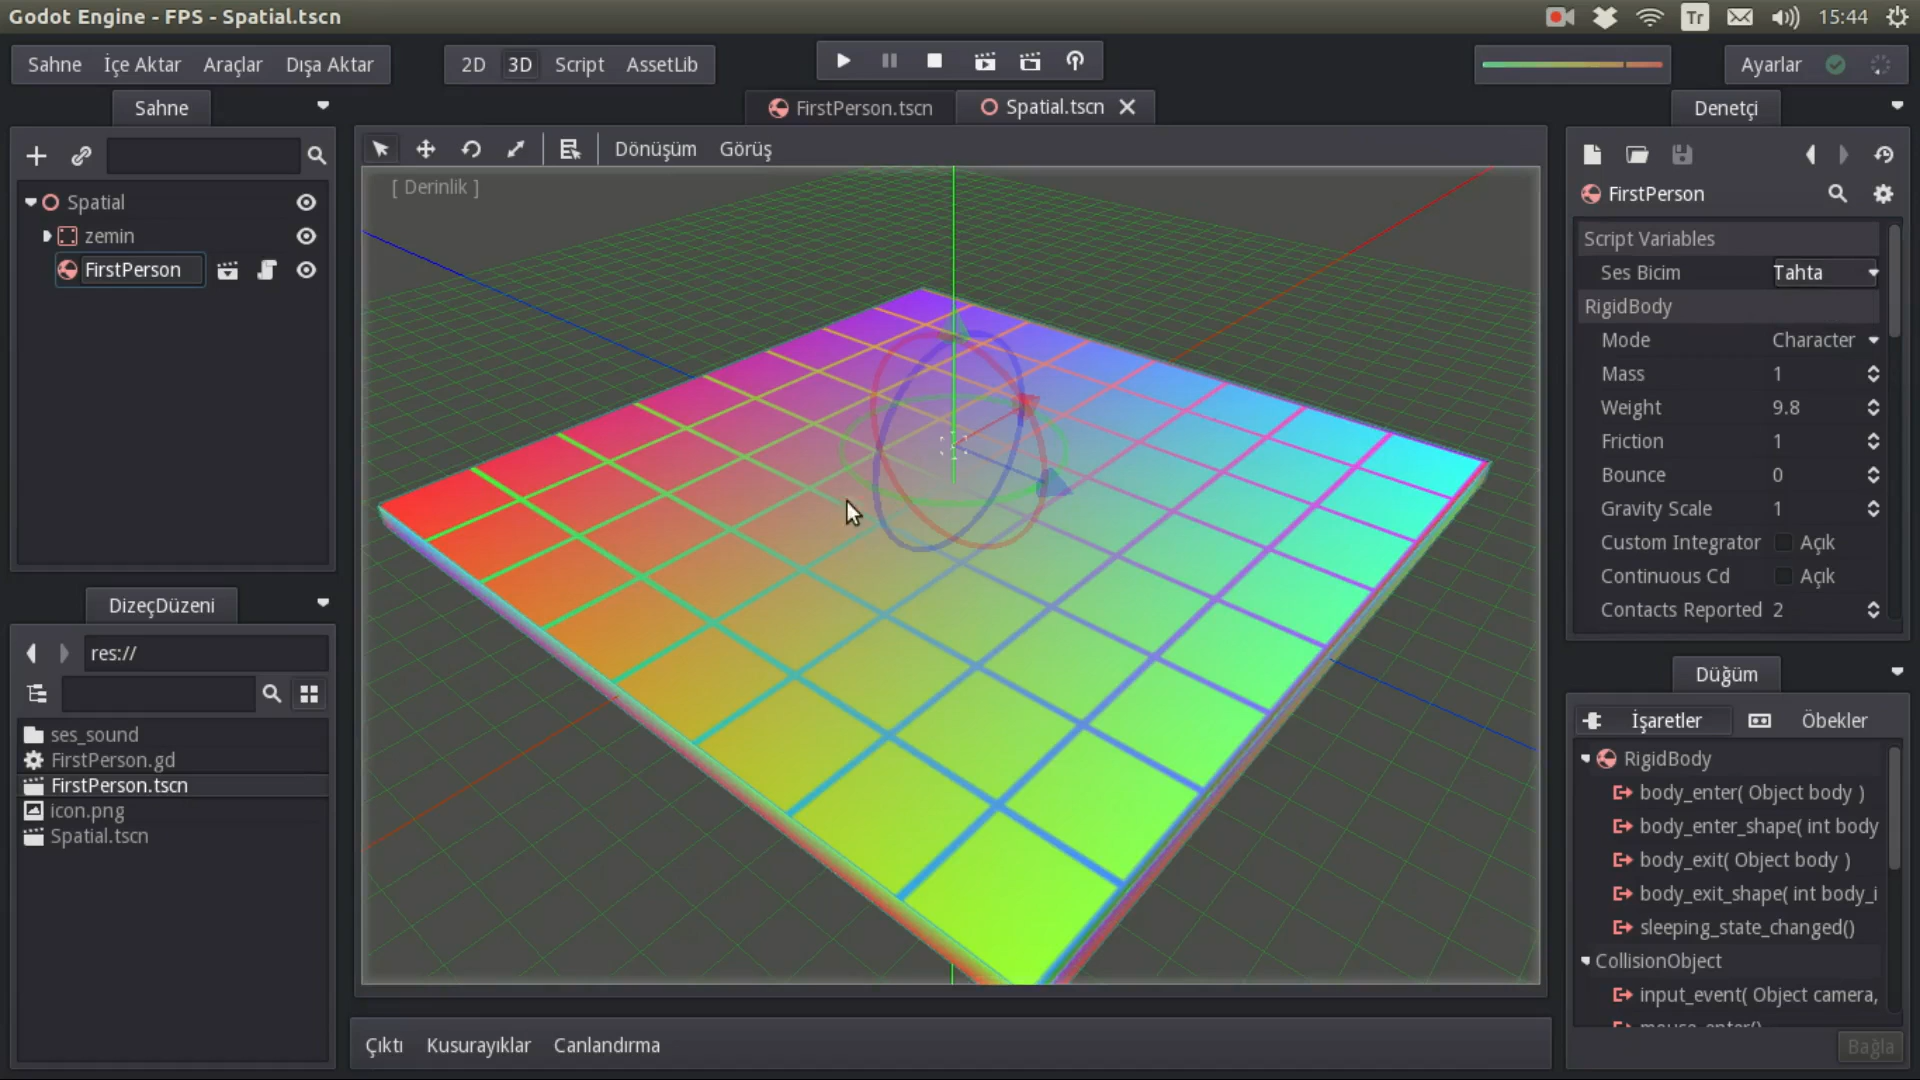 Godot Engine - FPS - Spatial.tscn
Tr
15:44
Sahne İçe Aktar Araçlar Dışa Aktar
2D 3D Script AssetLib
Ayarlar
Sahne
FirstPerson.tscn
Spatial.tscn
Denetçi
Dönüşüm Görüş
[ Derinlik ]
Spatial
zemin
FirstPerson
DizeçDüzeni
res://
ses_sound
FirstPerson.gd
FirstPerson.tscn
icon.png
Spatial.tscn
FirstPerson
Script Variables
Ses Bicim Tahta
RigidBody
Mode Character
Mass 1
Weight 9.8
Friction 1
Bounce 0
Gravity Scale 1
Custom Integrator Açık
Continuous Cd Açık
Contacts Reported 2
Düğüm
İşaretler Öbekler
RigidBody
body_enter( Object body )
body_enter_shape( int body
body_exit( Object body )
body_exit_shape( int body_i
sleeping_state_changed()
CollisionObject
input_event( Object camera,
Bağla
Çıktı Kusurayıklar Canlandırma